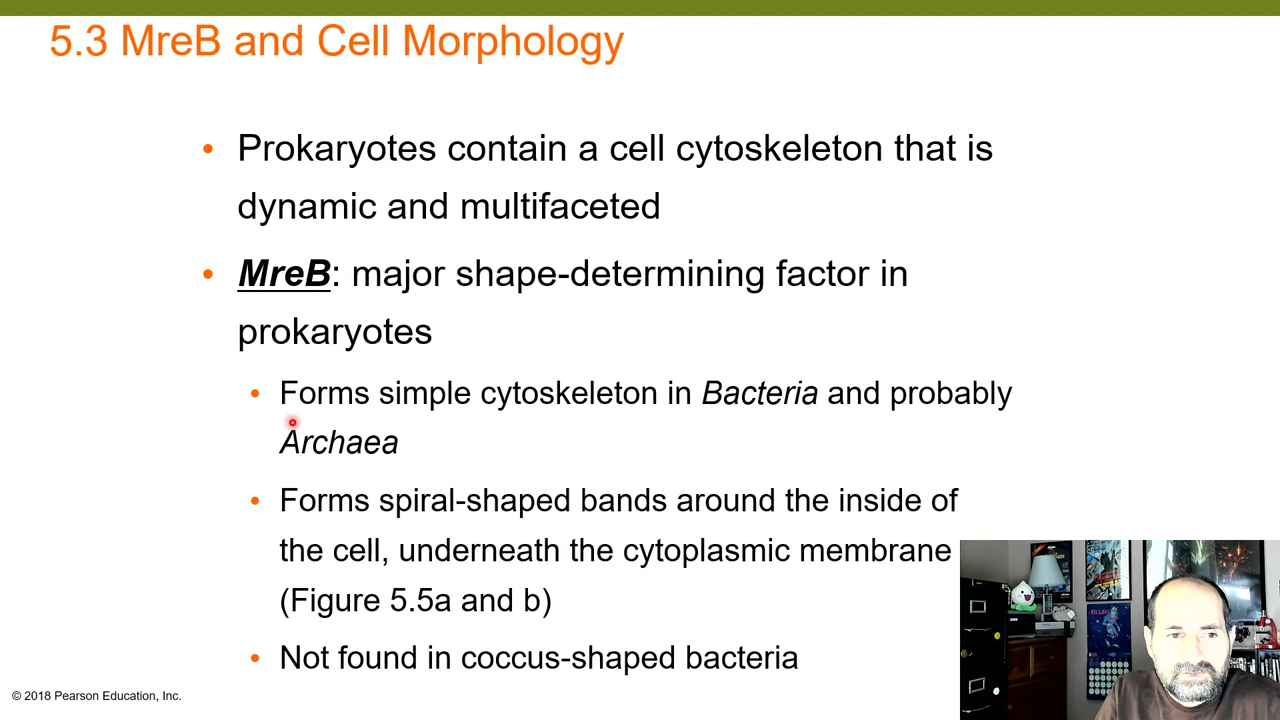 5.3 MreB and Cell Morphology
• Prokaryotes contain a cell cytoskeleton that is
dynamic and multifaceted
• MreB: major shape-determining factor in
prokaryotes
• Forms simple cytoskeleton in Bacteria and probably
Archaea
• Forms spiral-shaped bands around the inside of
the cell, underneath the cytoplasmic membrane
(Figure 5.5a and b)
• Not found in coccus-shaped bacteria
© 2018 Pearson Education, Inc.